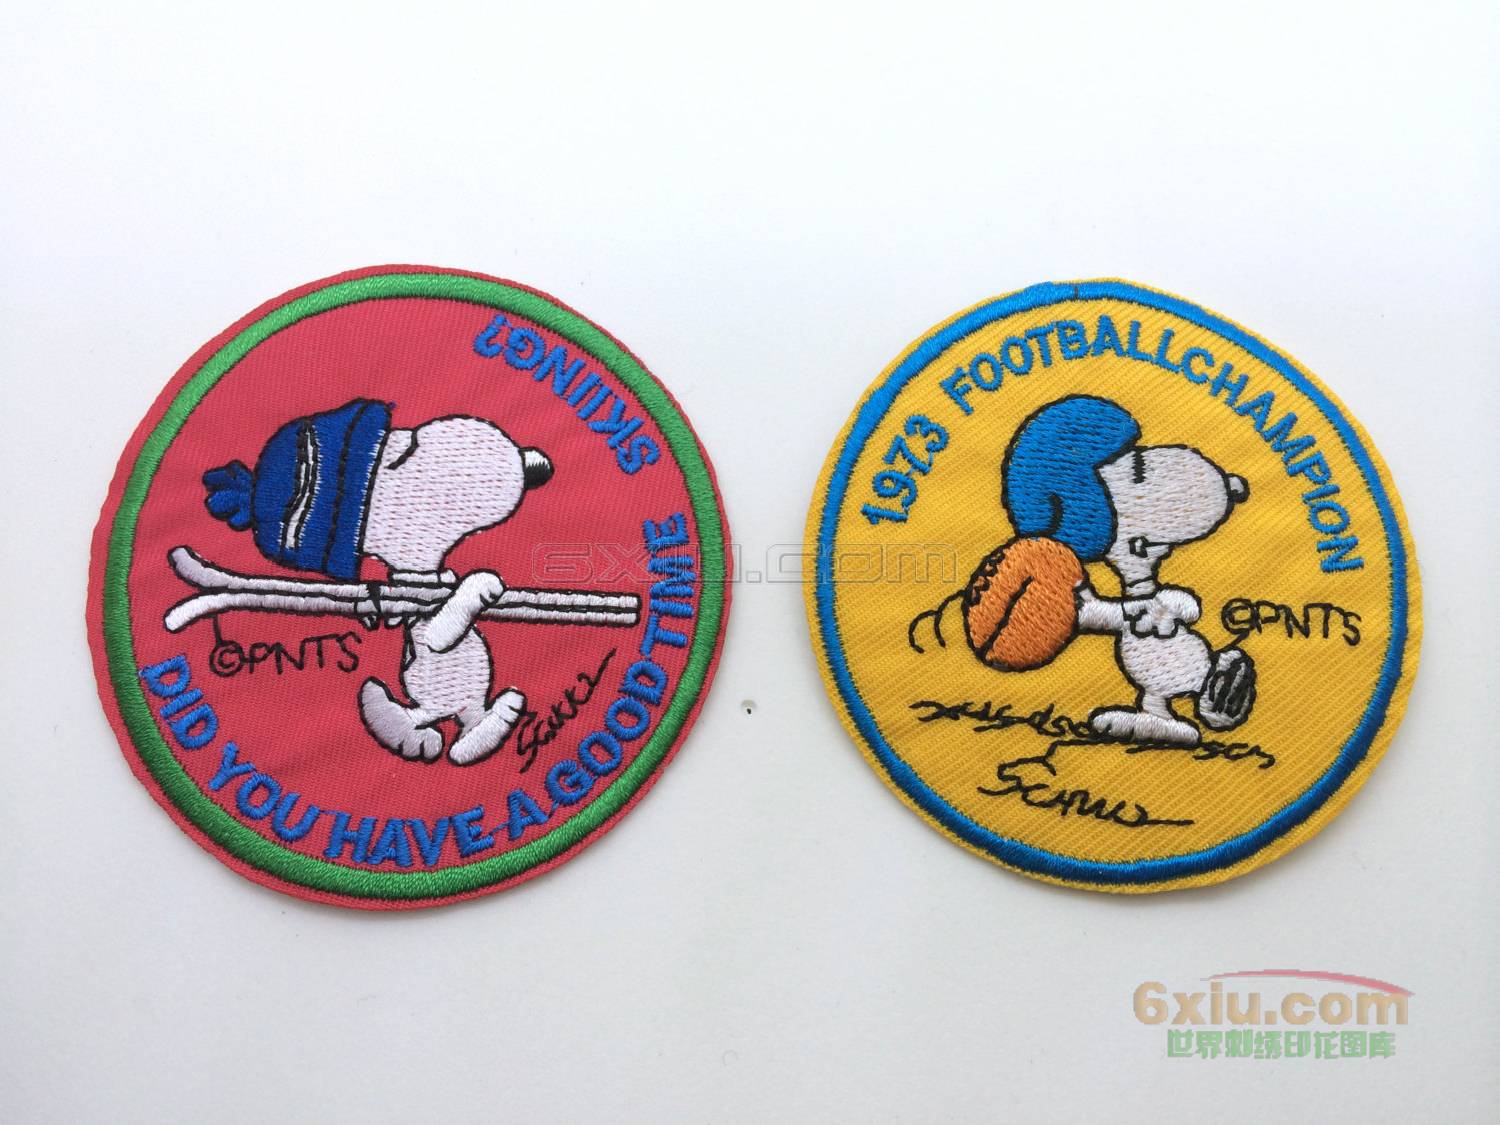 DID YOU HAVE A GOOD TIME
SKIING?
©PNTS
1973 FOOTBALLCHAMPION
©PNTS
SCHULZ
6xiu.com
6xiu.com
世界刺绣印花图库